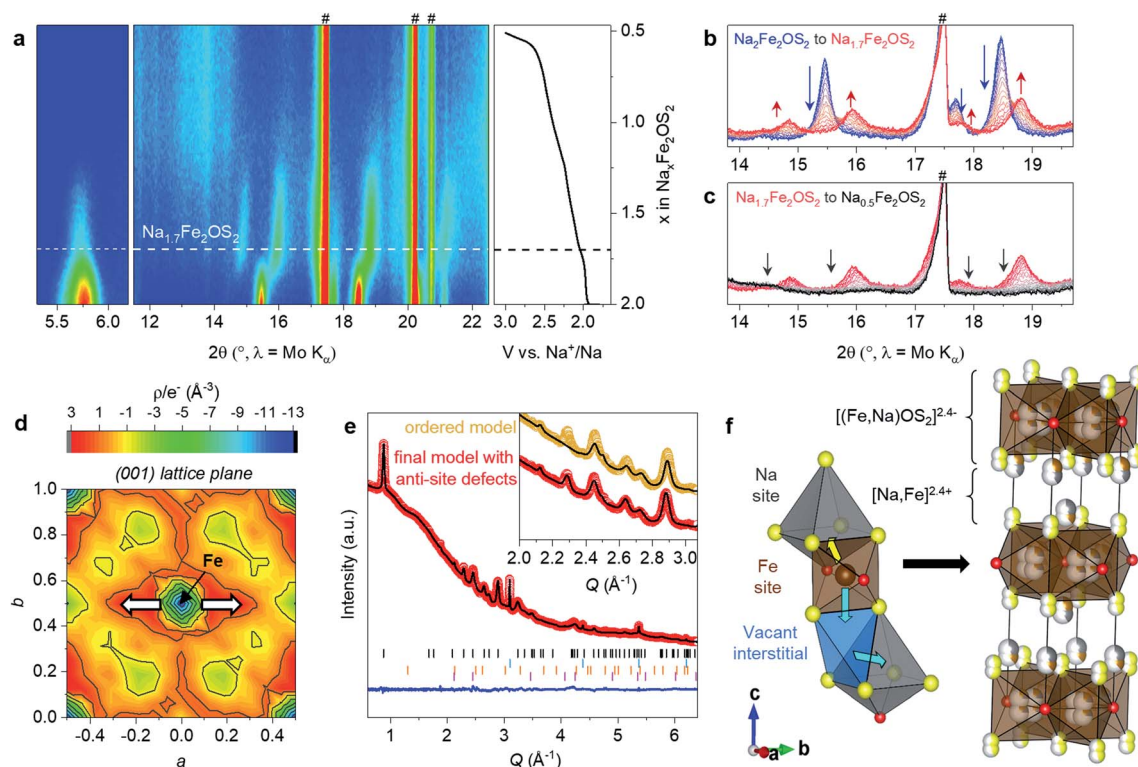 a
# # #
0.5
1.0
1.5
2.0
x in NaxFe2OS2
Na1.7Fe2OS2
5.5 6.0 12 14 16 18 20 22 3.0 2.5 2.0
2θ (°, λ = Mo Kα)
V vs. Na+/Na
b
Na2Fe2OS2 to Na1.7Fe2OS2
#
14 15 16 17 18 19
c
Na1.7Fe2OS2 to Na0.5Fe2OS2
#
14 15 16 17 18 19
2θ (°, λ = Mo Kα)
d
ρ/e- (Å-3)
3 1 -1 -3 -5 -7 -9 -11 -13
(001) lattice plane
1.0
0.8
0.6
0.4
0.2
0.0
b
Fe
-0.4 -0.2 0.0 0.2 0.4
a
e
Intensity (a.u.)
ordered model
final model with
anti-site defects
2.0 2.2 2.4 2.6 2.8 3.0
Q (Å-1)
1 2 3 4 5 6
Q (Å-1)
f
Na
site
Fe
site
Vacant
interstitial
c
a
b
[(Fe,Na)OS2]2.4-
[Na,Fe]2.4+